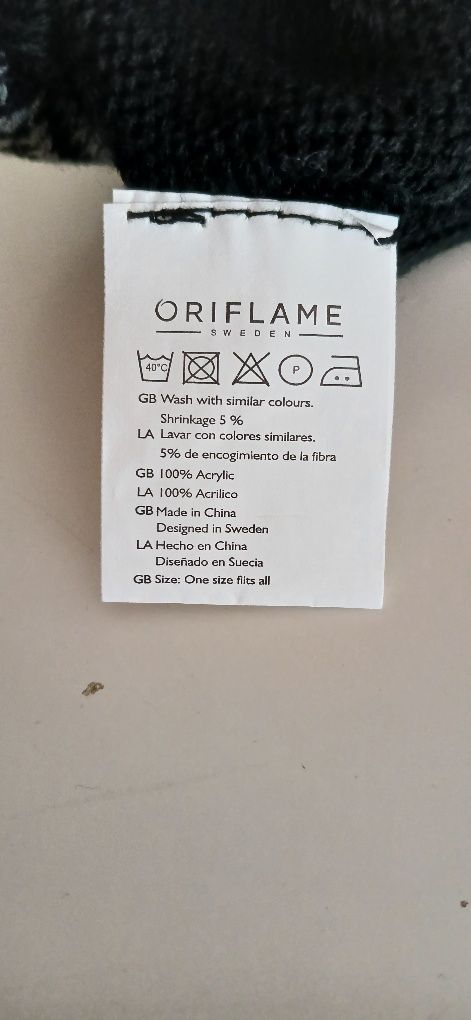 ORIFLAME
SWEDEN
40°C P
GB Wash with similar colours.
Shrinkage 5 %
LA Lavar con colores similares.
5% de encogimiento de la fibra
GB 100% Acrylic
LA 100% Acrilico
GB Made in China
Designed in Sweden
LA Hecho en China
Diseñado en Suecia
GB Size: One size fiits all